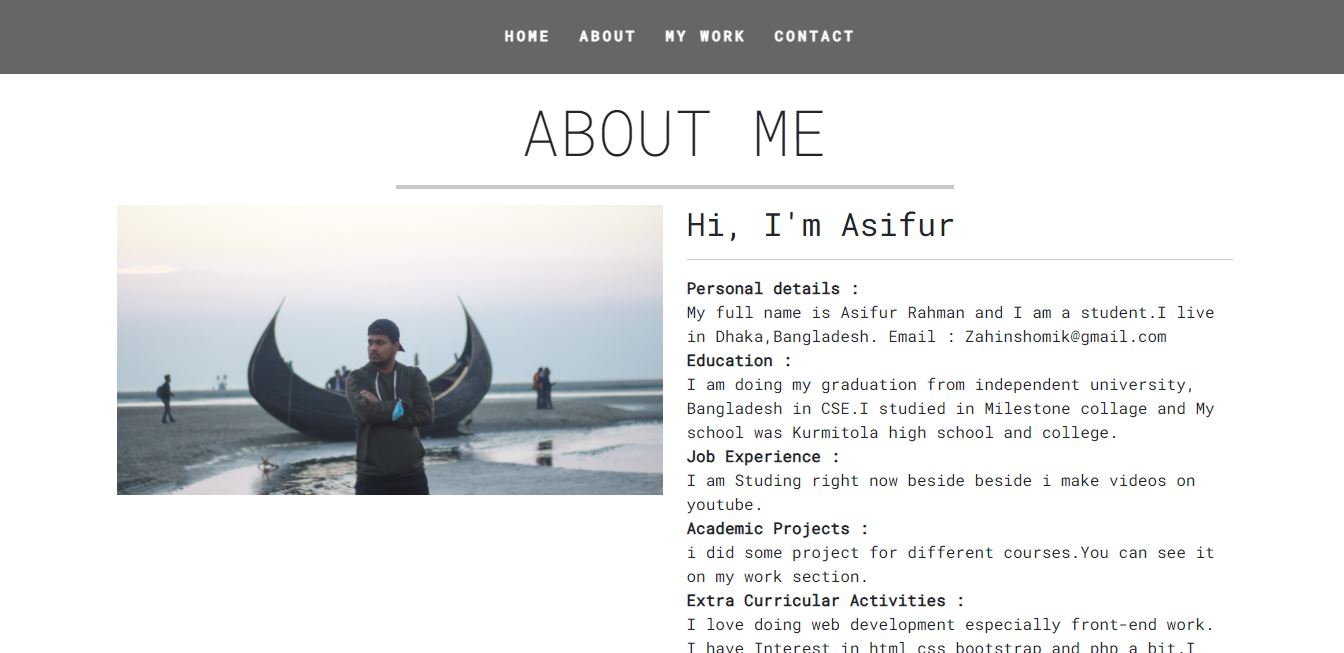 HOME ABOUT MY WORK CONTACT
ABOUT ME
Hi, I'm Asifur
Personal details :
My full name is Asifur Rahman and I am a student.I live
in Dhaka,Bangladesh. Email : Zahinshomik@gmail.com
Education :
I am doing my graduation from independent university,
Bangladesh in CSE.I studied in Milestone collage and My
school was Kurmitola high school and college.
Job Experience :
I am Studing right now beside beside i make videos on
youtube.
Academic Projects :
i did some project for different courses.You can see it
on my work section.
Extra Curricular Activities :
I love doing web development especially front-end work.
I have Interest in html css bootstrap and php a bit.I